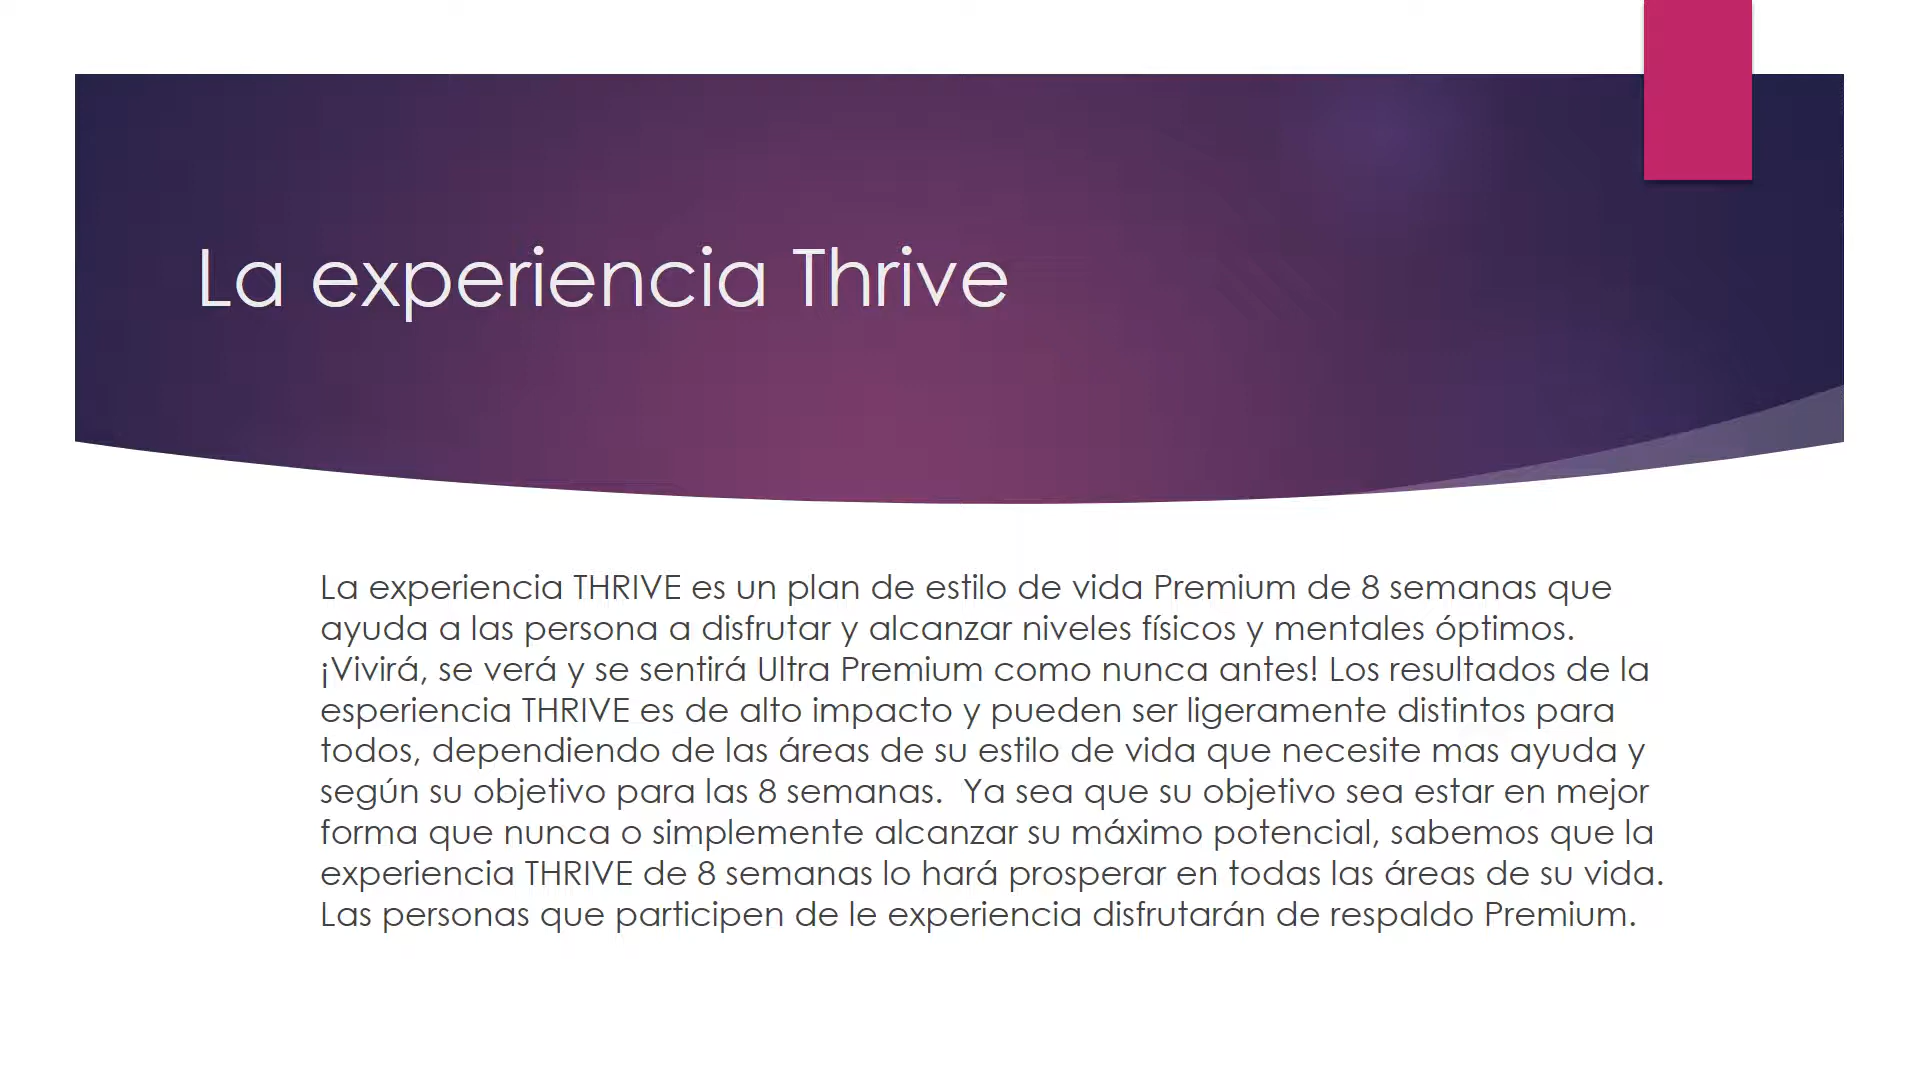 La experiencia Thrive
La experiencia THRIVE es un plan de estilo de vida Premium de 8 semanas que
ayuda a las persona a disfrutar y alcanzar niveles físicos y mentales óptimos.
¡Vivirá, se verá y se sentirá Ultra Premium como nunca antes! Los resultados de la
esperiencia THRIVE es de alto impacto y pueden ser ligeramente distintos para
todos, dependiendo de las áreas de su estilo de vida que necesite mas ayuda y
según su objetivo para las 8 semanas.  Ya sea que su objetivo sea estar en mejor
forma que nunca o simplemente alcanzar su máximo potencial, sabemos que la
experiencia THRIVE de 8 semanas lo hará prosperar en todas las áreas de su vida.
Las personas que participen de le experiencia disfrutarán de respaldo Premium.